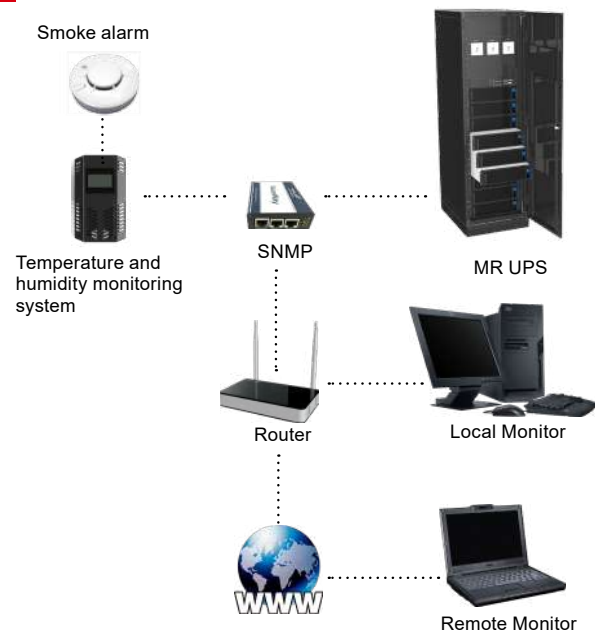 Smoke alarm
Temperature and
humidity monitoring
system
SNMP
MR UPS
Router
Local Monitor
WWW
Remote Monitor